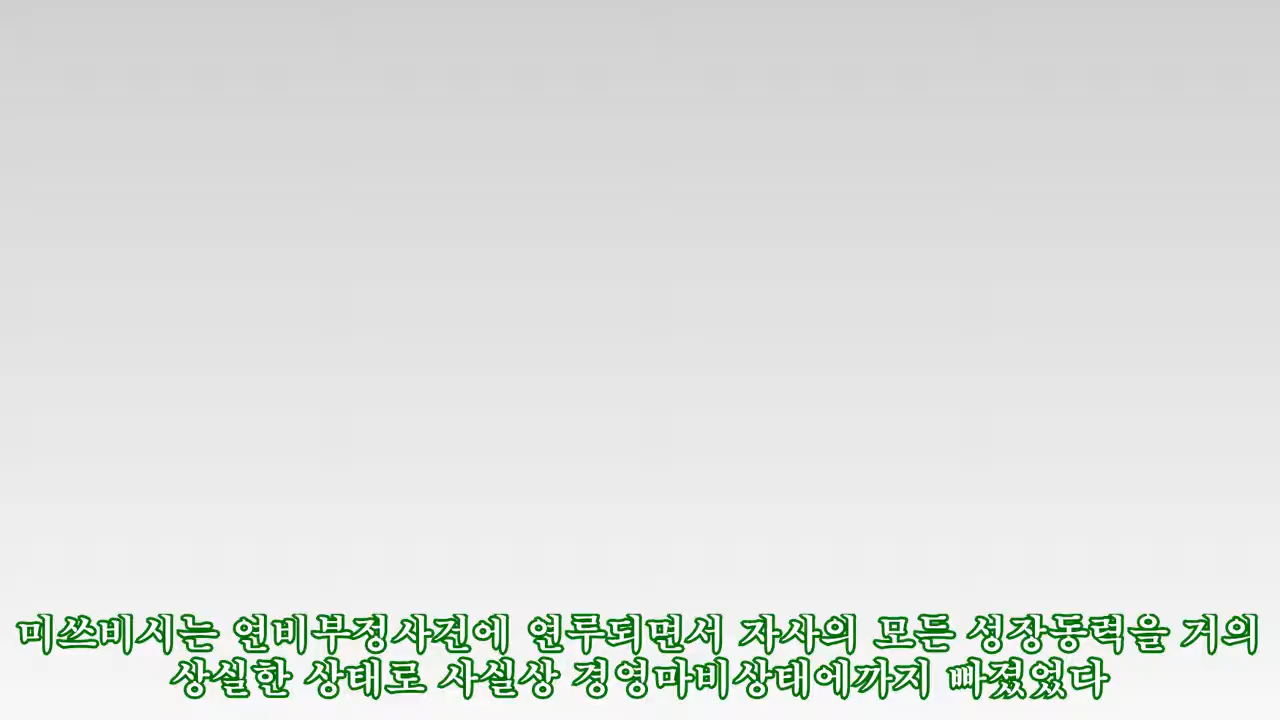 미쓰비시는 연비부정사건에 연루되면서 자사의 모든 성장동력을 거의
상실한 상태로 사실상 경영마비상태에까지 빠졌었다